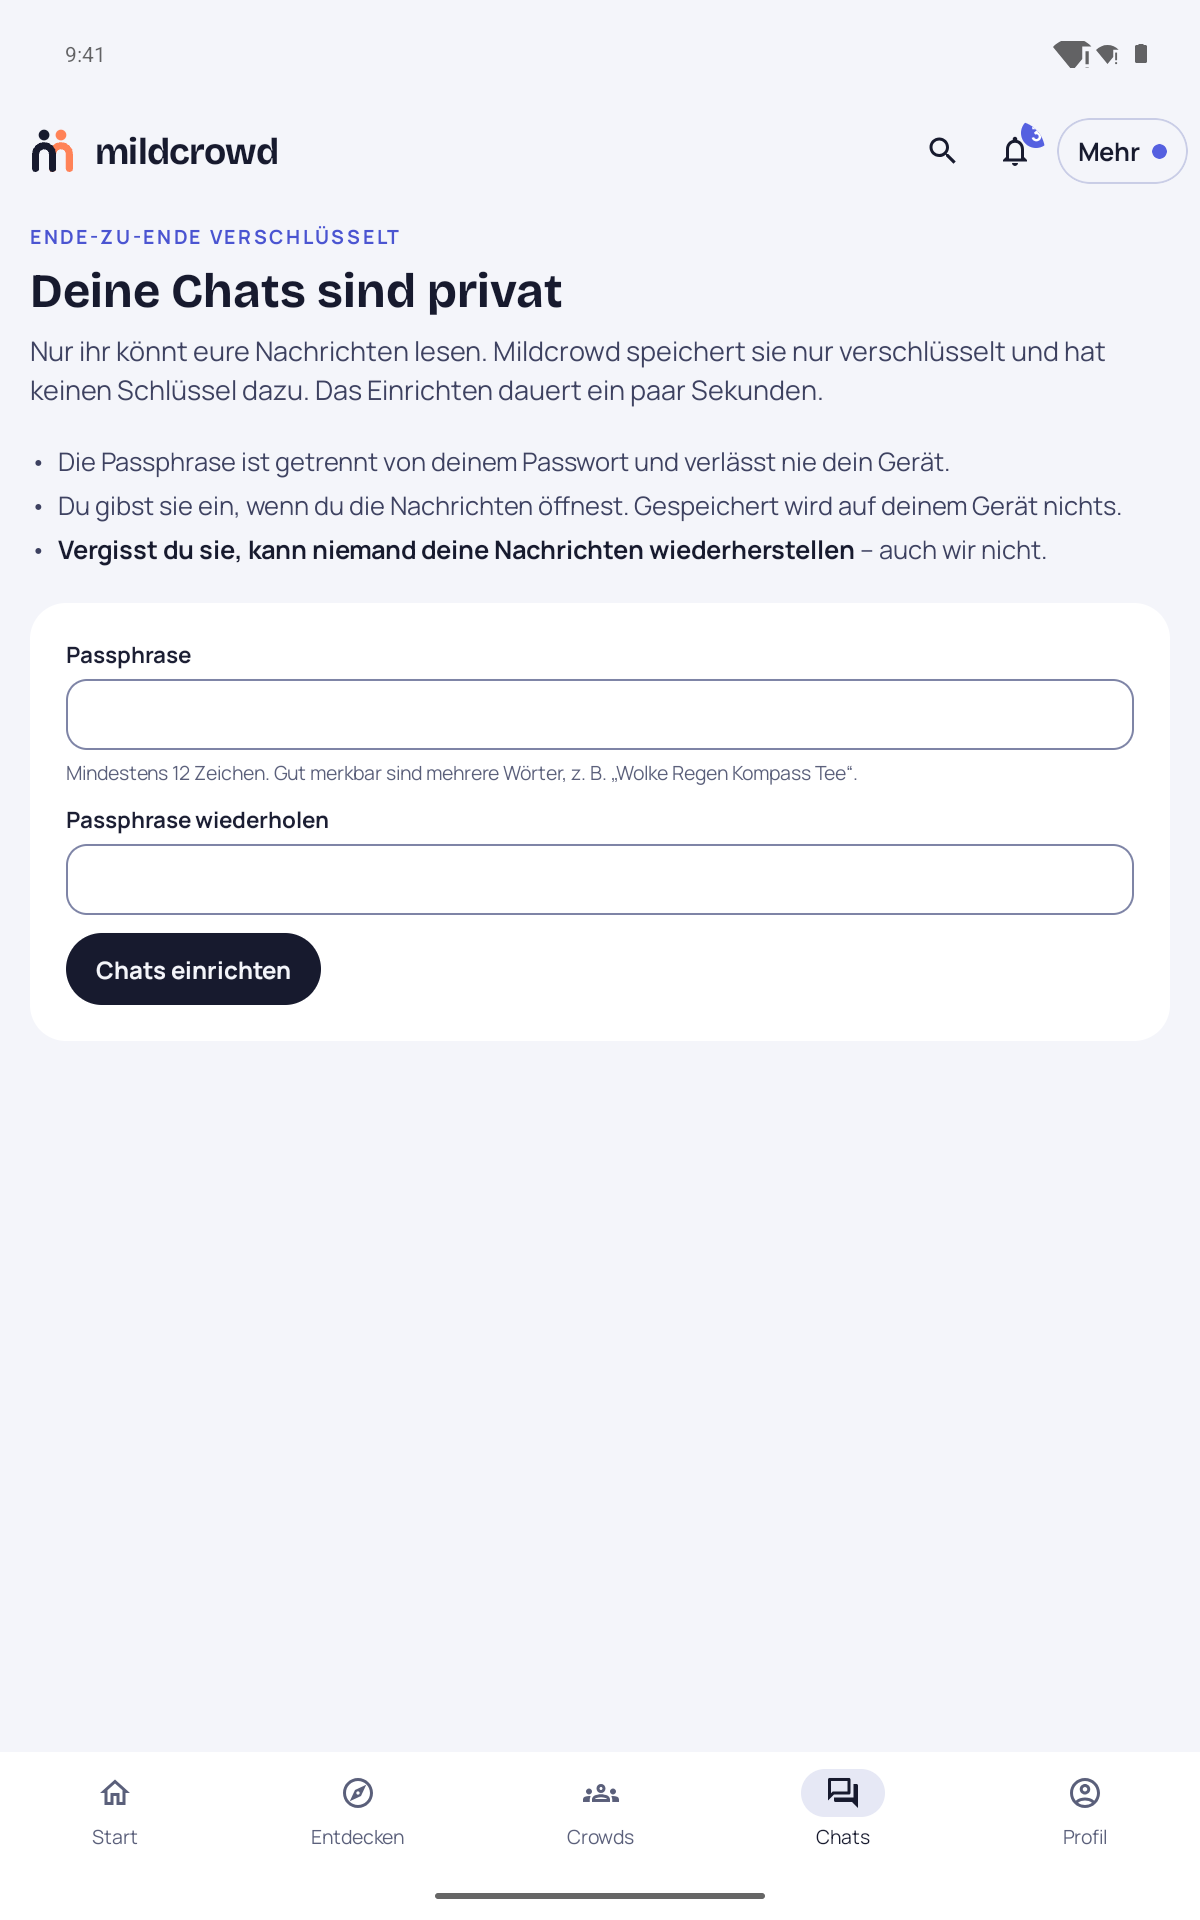 9:41
mildcrowd
3
Mehr
ENDE-ZU-ENDE VERSCHLÜSSELT
Deine Chats sind privat
Nur ihr könnt eure Nachrichten lesen. Mildcrowd speichert sie nur verschlüsselt und hat
keinen Schlüssel dazu. Das Einrichten dauert ein paar Sekunden.
• Die Passphrase ist getrennt von deinem Passwort und verlässt nie dein Gerät.
• Du gibst sie ein, wenn du die Nachrichten öffnest. Gespeichert wird auf deinem Gerät nichts.
• Vergisst du sie, kann niemand deine Nachrichten wiederherstellen – auch wir nicht.
Passphrase
Mindestens 12 Zeichen. Gut merkbar sind mehrere Wörter, z. B. „Wolke Regen Kompass Tee“.
Passphrase wiederholen
Chats einrichten
Start
Entdecken
Crowds
Chats
Profil